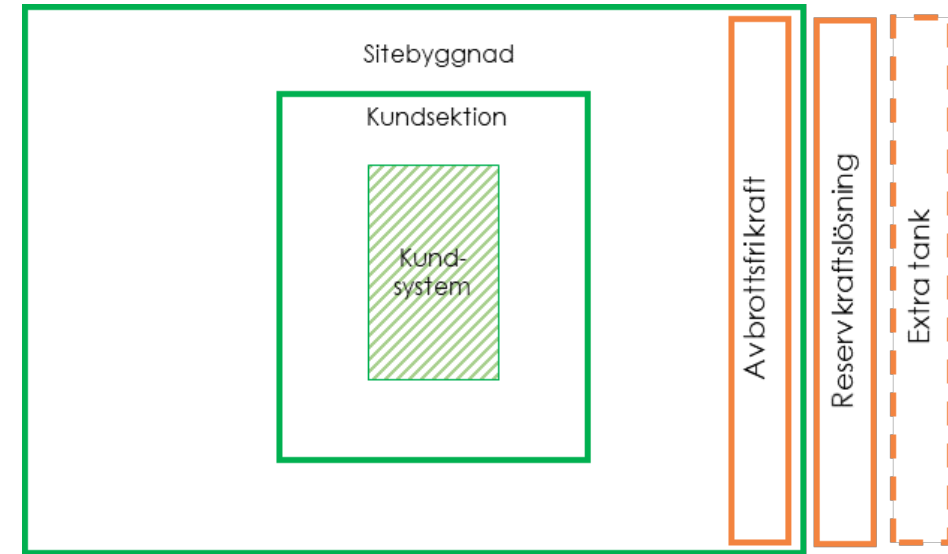 Sitebyggnad
Kundsektion
Kund-
system
Avbrottsfrikraft
Reservkraftslösning
Extra tank